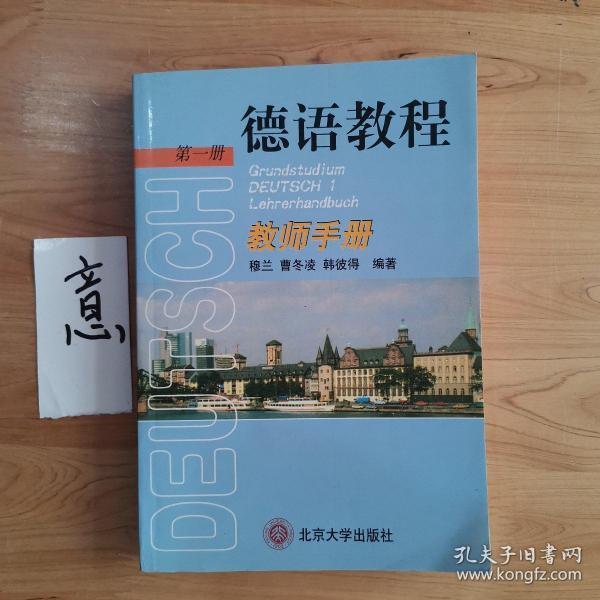 德语教程
第一册
Grundstudium
DEUTSCH 1
Lehrerhandbuch
教师手册
穆兰 曹冬凌 韩彼得 编著
DEUTSCH
北京大学出版社
意
孔夫子旧书网
www.kongfz.com